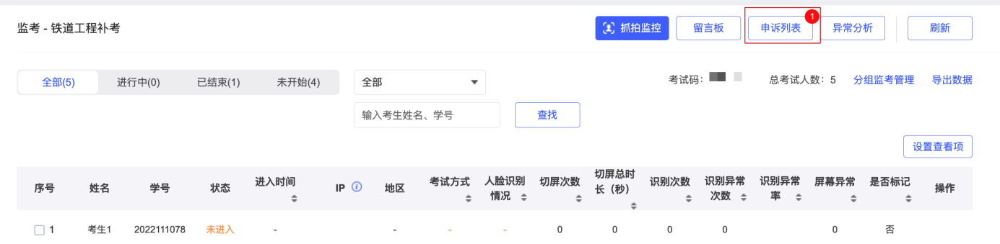 监考 - 铁道工程补考
抓拍监控
留言板
申诉列表
1
异常分析
刷新
全部(5)
进行中(0)
已结束(1)
未开始(4)
全部
考试码：
总考试人数：5
分组监考管理
导出数据
输入考生姓名、学号
查找
设置查看项
序号
姓名
学号
状态
进入时间
IP
地区
考试方式
人脸识别
情况
切屏次数
切屏总时
长（秒）
识别次数
识别异常
次数
识别异常
率
屏幕异常
是否标记
操作
1 考生1 2022111078 未进入 - - - - 0 0 0 0 0 否